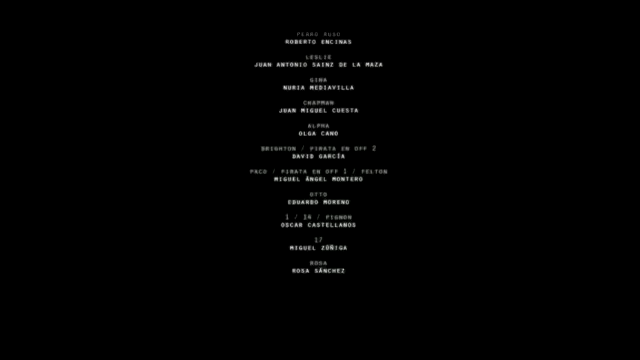 PEDRO
ROBERTO ENCINAS
LESLIE
JUAN ANTONIO SAINZ DE LA MAZA
GINA
NURIA MEDIAVILLA
CHAPMAN
JUAN MIGUEL CUESTA
ALPHA
OLGA CANO
BRIGHTON / PIRATA EN OFF 2
DAVID GARCÍA
PACO / PIRATA EN OFF 1 / FELTON
MIGUEL ÁNGEL MONTERO
OTTO
EDUARDO MORENO
1 / 14 / PIGNON
OSCAR CASTELLANOS
17
MIGUEL ZÚÑIGA
ROSA
ROSA SÁNCHEZ